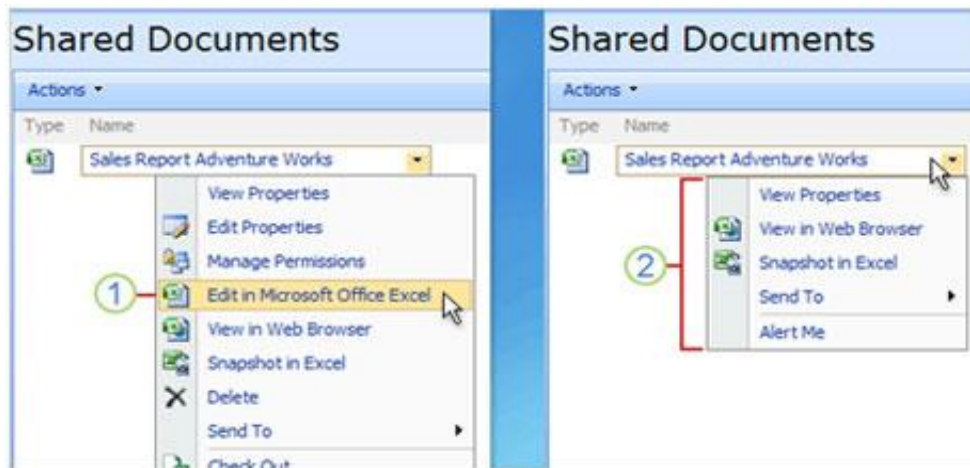 Shared Documents
Actions
Type Name
Sales Report Adventure Works
View Properties
Edit Properties
Manage Permissions
1
Edit in Microsoft Office Excel
View in Web Browser
Snapshot in Excel
Delete
Send To
Check Out
Shared Documents
Actions
Type Name
Sales Report Adventure Works
View Properties
View in Web Browser
2
Snapshot in Excel
Send To
Alert Me